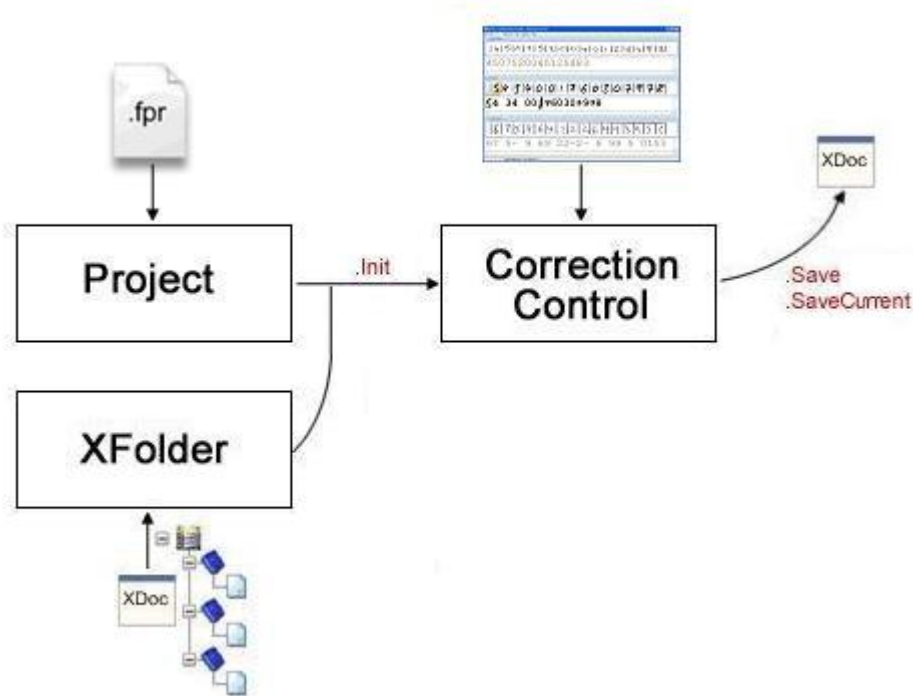 .fpr
XDoc
Project
.Init
Correction
Control
.Save
.SaveCurrent
XFolder
XDoc